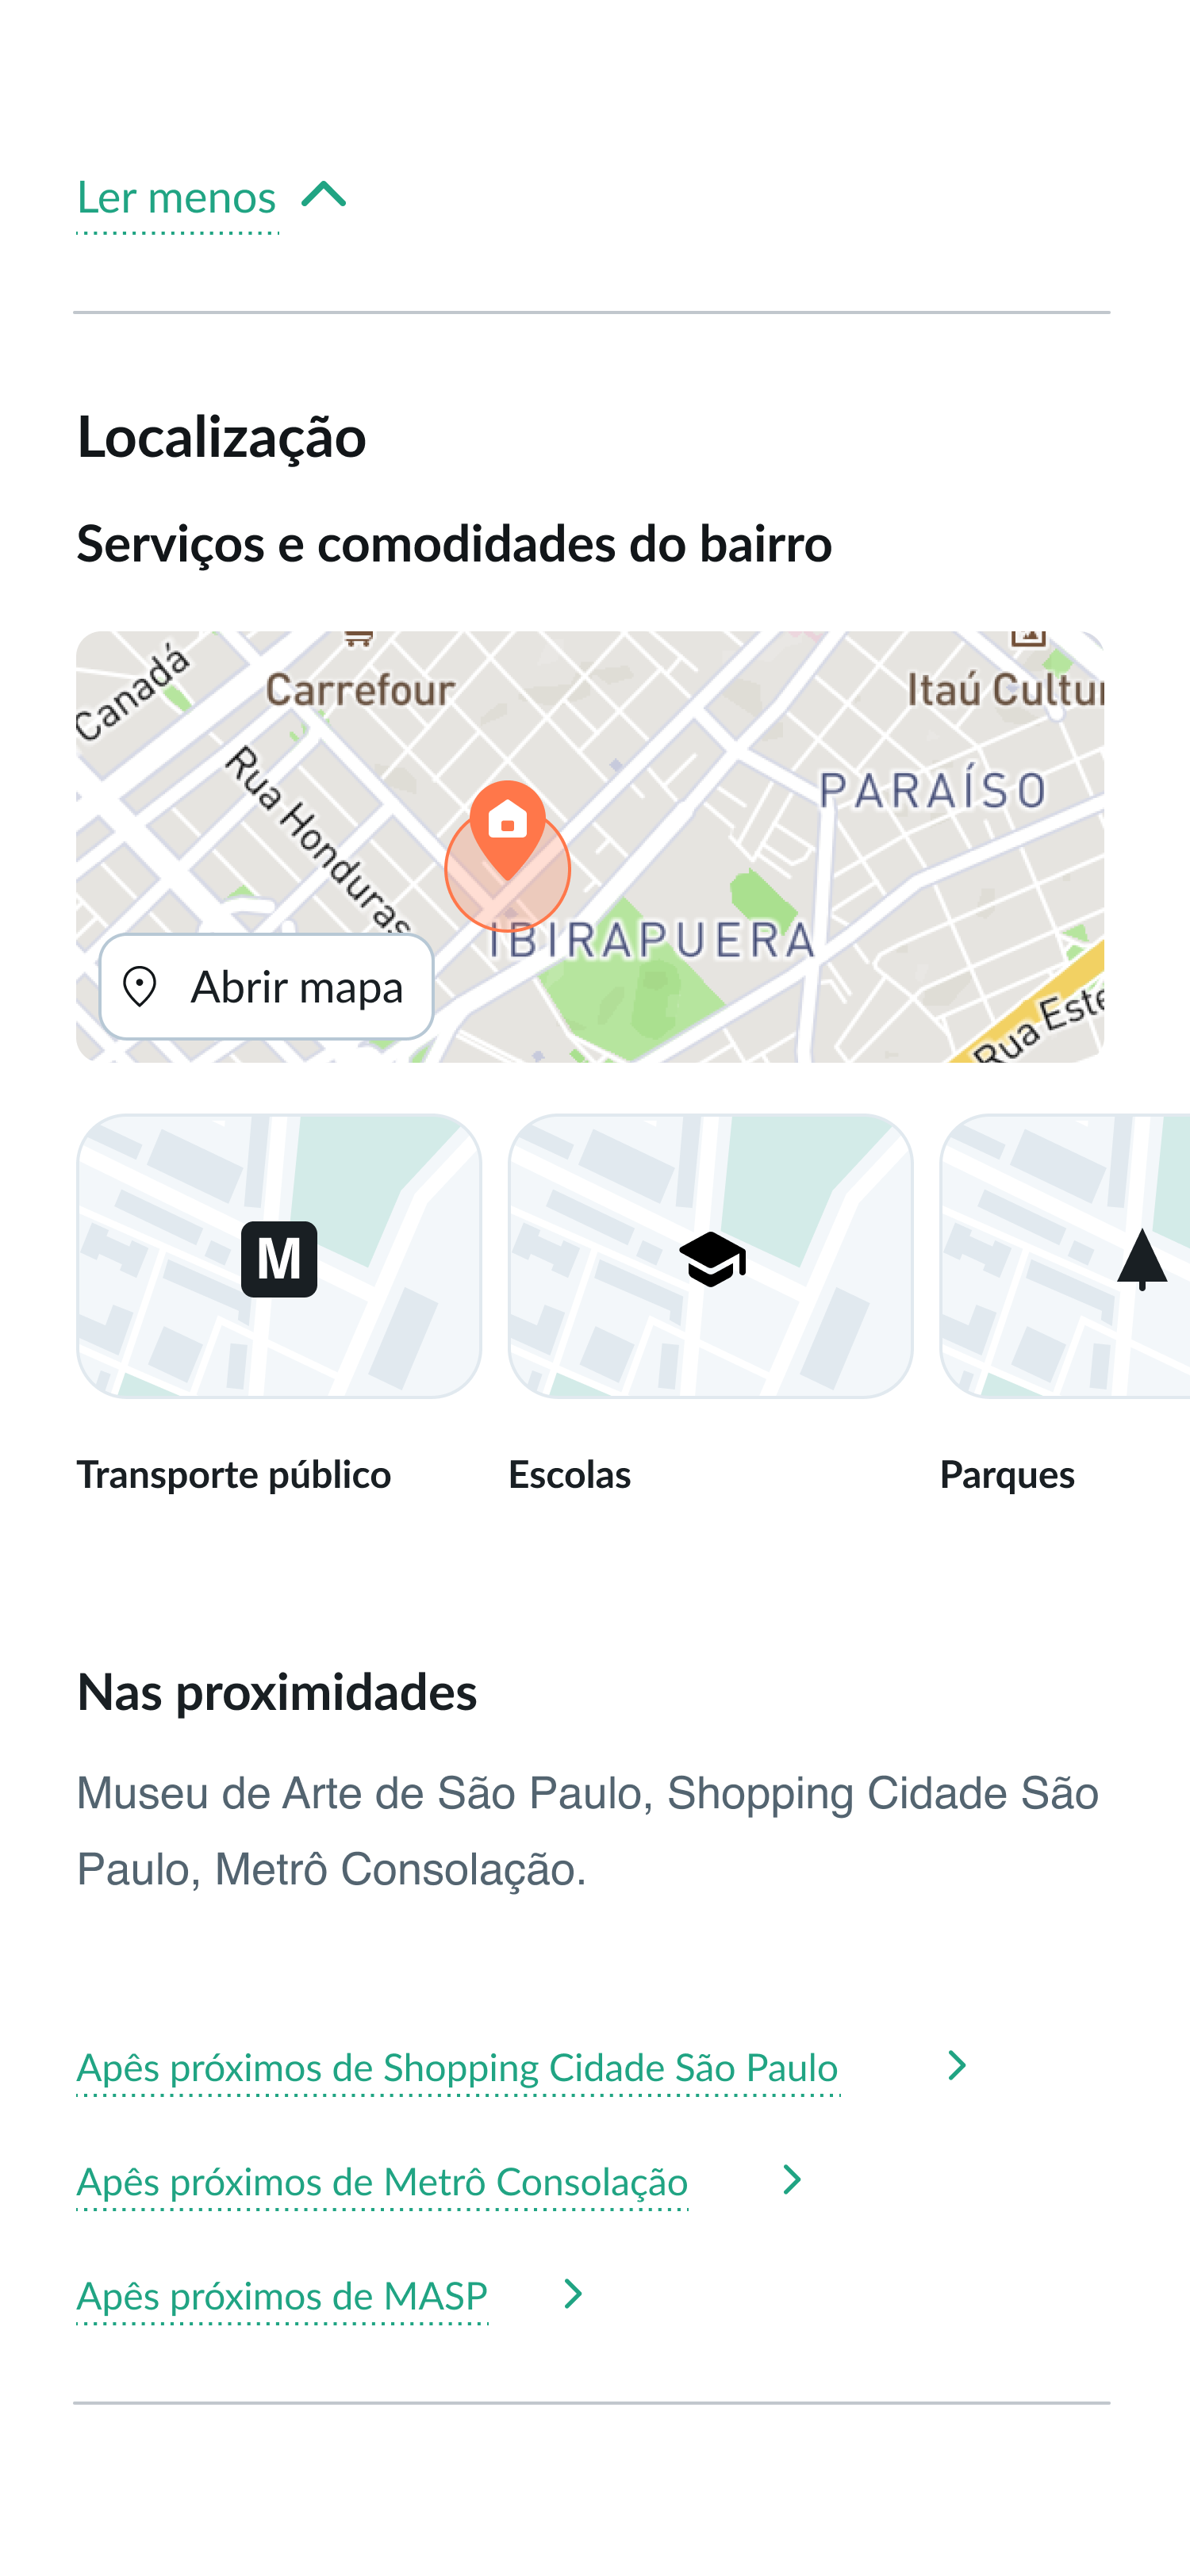 Ler menos
Localização
Serviços e comodidades do bairro
Canadá
Carrefour
Itaú Cultur
Rua Honduras
PARAÍSO
IBIRAPUERA
Abrir mapa
Rua Este
M
Transporte público
Escolas
Parques
Nas proximidades
Museu de Arte de São Paulo, Shopping Cidade São
Paulo, Metrô Consolação.
Apês próximos de Shopping Cidade São Paulo
Apês próximos de Metrô Consolação
Apês próximos de MASP